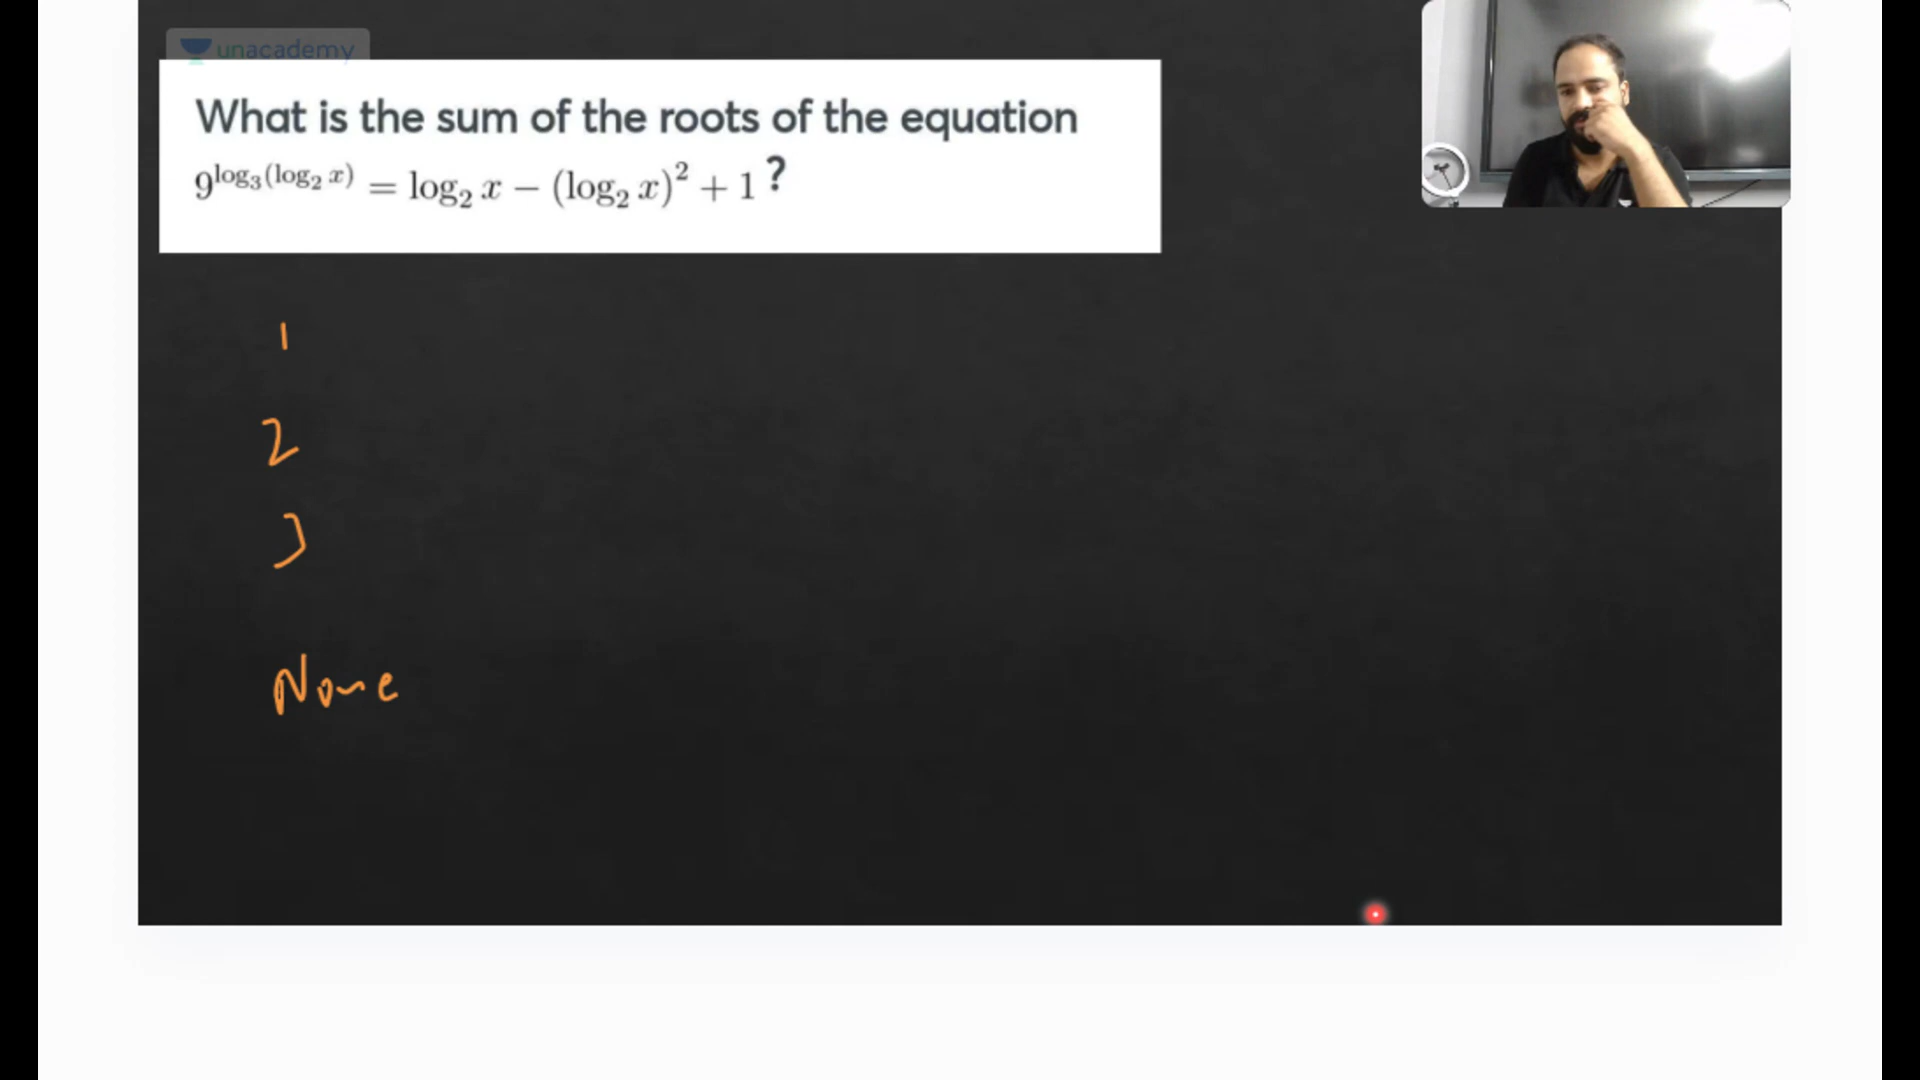 unacademy
What is the sum of the roots of the equation
9^{log_3(log_2 x)} = log_2 x − (log_2 x)^2 + 1 ?
1
2
3
None